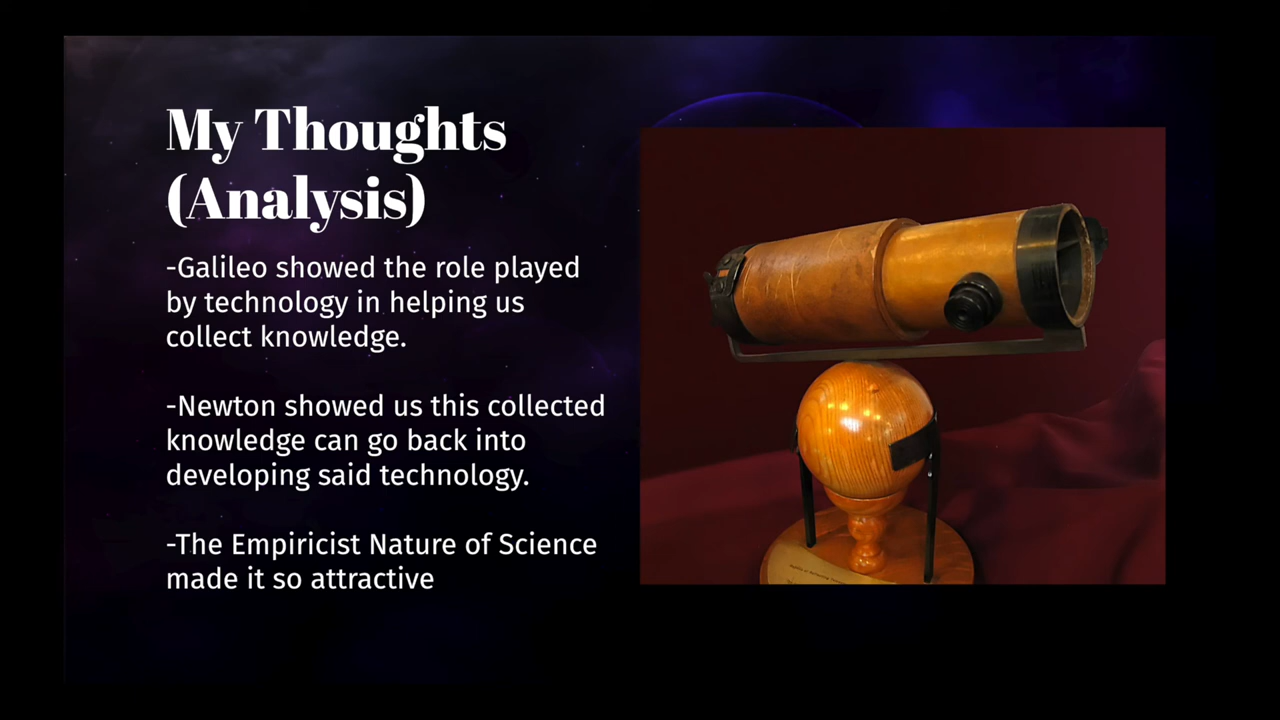 My Thoughts
(Analysis)
-Galileo showed the role played
by technology in helping us
collect knowledge.
-Newton showed us this collected
knowledge can go back into
developing said technology.
-The Empiricist Nature of Science
made it so attractive